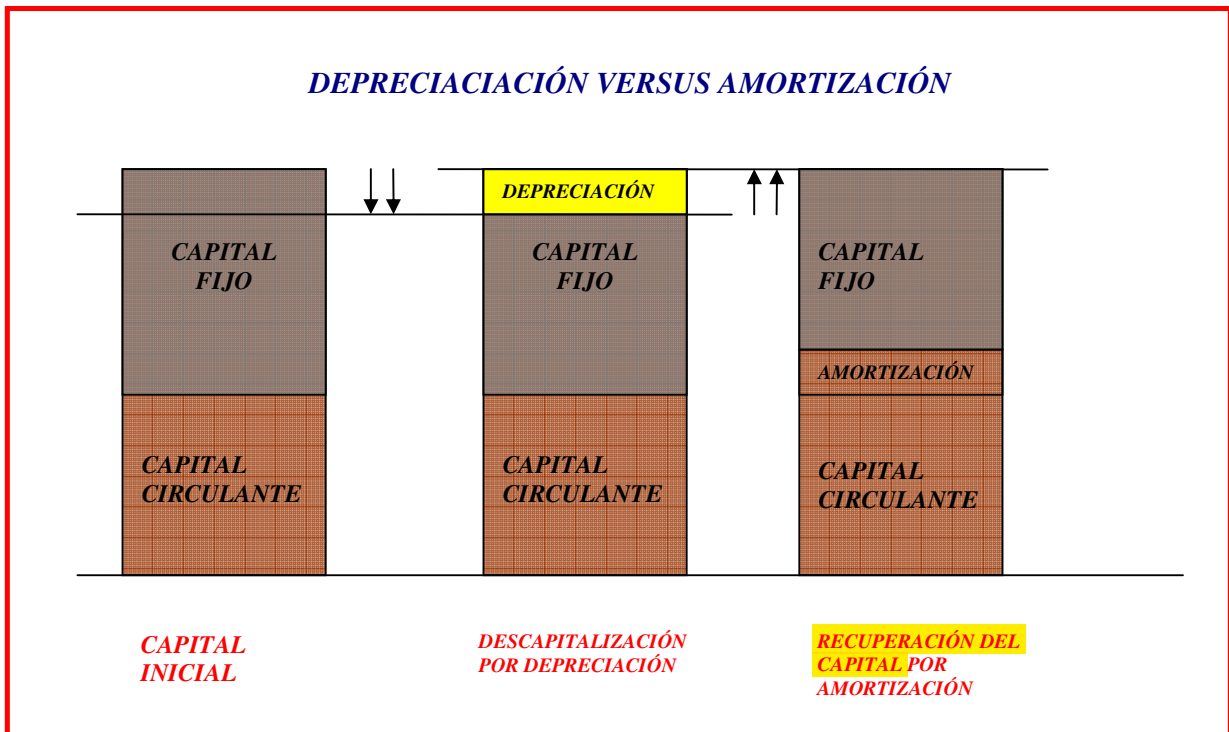 DEPRECIACIACIÓN VERSUS AMORTIZACIÓN
CAPITAL
FIJO
CAPITAL
CIRCULANTE
DEPRECIACIÓN
CAPITAL
FIJO
CAPITAL
CIRCULANTE
CAPITAL
FIJO
AMORTIZACIÓN
CAPITAL
CIRCULANTE
CAPITAL
INICIAL
DESCAPITALIZACIÓN
POR DEPRECIACIÓN
RECUPERACIÓN DEL
CAPITAL POR
AMORTIZACIÓN